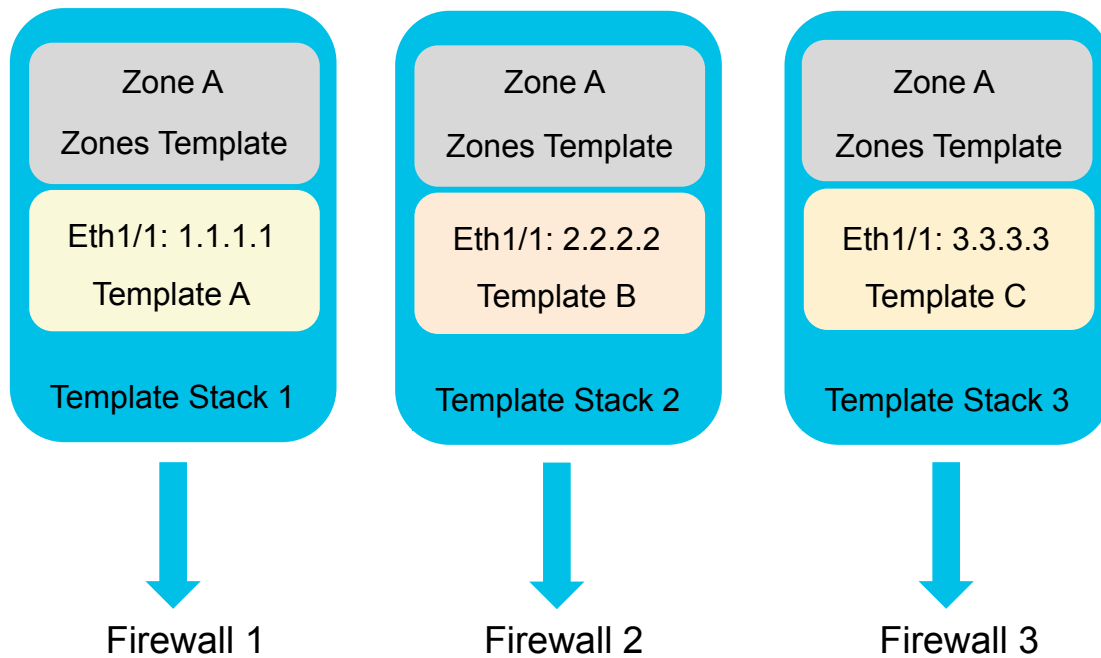 Zone A
Zones Template
Eth1/1: 1.1.1.1
Template A
Template Stack 1
Firewall 1
Zone A
Zones Template
Eth1/1: 2.2.2.2
Template B
Template Stack 2
Firewall 2
Zone A
Zones Template
Eth1/1: 3.3.3.3
Template C
Template Stack 3
Firewall 3